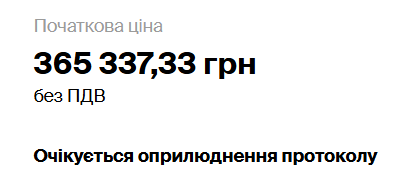 Початкова ціна
365 337,33 грн
без ПДВ
Очікується оприлюднення протоколу